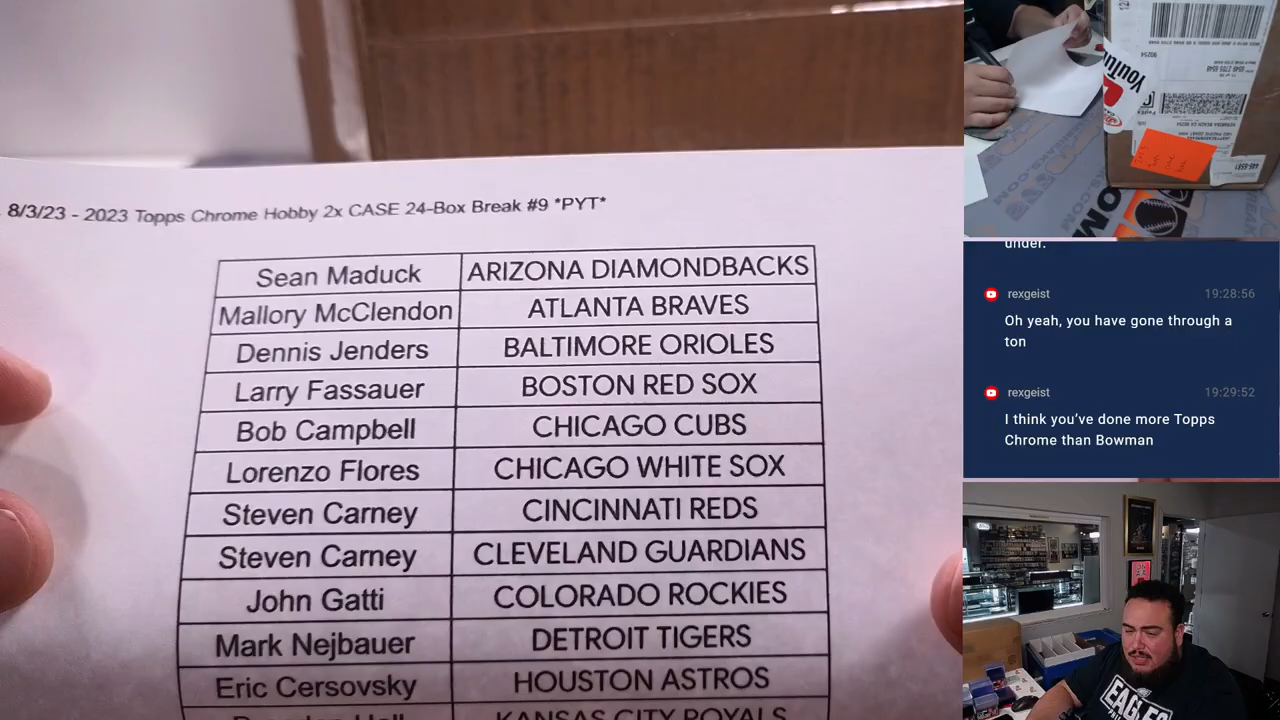 8/3/23 - 2023 Topps Chrome Hobby 2x CASE 24-Box Break #9 *PYT*
Sean Maduck ARIZONA DIAMONDBACKS
Mallory McClendon ATLANTA BRAVES
Dennis Jenders BALTIMORE ORIOLES
Larry Fassauer BOSTON RED SOX
Bob Campbell CHICAGO CUBS
Lorenzo Flores CHICAGO WHITE SOX
Steven Carney CINCINNATI REDS
Steven Carney CLEVELAND GUARDIANS
John Gatti COLORADO ROCKIES
Mark Nejbauer DETROIT TIGERS
Eric Cersovsky HOUSTON ASTROS
KANSAS CITY ROYALS
under.
rexgeist 19:28:56
Oh yeah, you have gone through a
ton
rexgeist 19:29:52
I think you've done more Topps
Chrome than Bowman
EAGLES